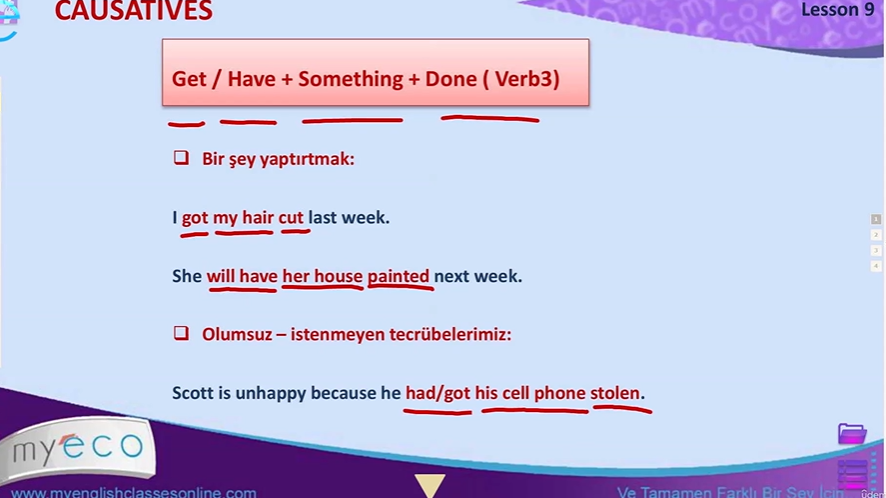 CAUSATIVES
Lesson 9
Get / Have + Something + Done ( Verb3)
❑ Bir şey yaptırtmak:
I got my hair cut last week.
She will have her house painted next week.
❑ Olumsuz – istenmeyen tecrübelerimiz:
Scott is unhappy because he had/got his cell phone stolen.
1
2
3
4
myeco
www.myenglishclassesonline.com
Ve Tamamen Farklı Bir Şey İçin